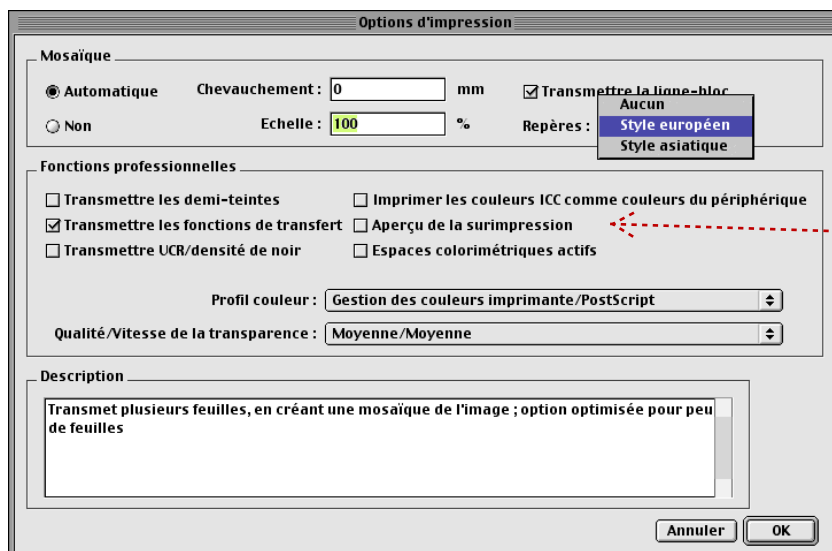 Options d'impression
Mosaïque
Automatique Chevauchement : 0 mm Transmettre la ligne-bloc
Aucun
Non Echelle : 100 % Repères : Style européen
Style asiatique
Fonctions professionnelles
Transmettre les demi-teintes Imprimer les couleurs ICC comme couleurs du périphérique
Transmettre les fonctions de transfert Aperçu de la surimpression
Transmettre UCR/densité de noir Espaces colorimétriques actifs
Profil couleur : Gestion des couleurs imprimante/PostScript
Qualité/Vitesse de la transparence : Moyenne/Moyenne
Description
Transmet plusieurs feuilles, en créant une mosaïque de l'image ; option optimisée pour peu
de feuilles
Annuler OK